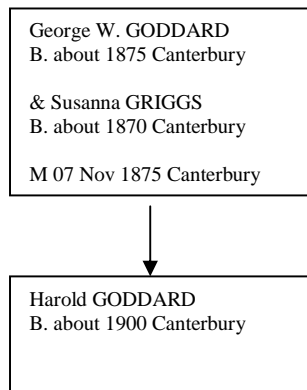 George W. GODDARD
B. about 1875 Canterbury
& Susanna GRIGGS
B. about 1870 Canterbury
M 07 Nov 1875 Canterbury
Harold GODDARD
B. about 1900 Canterbury